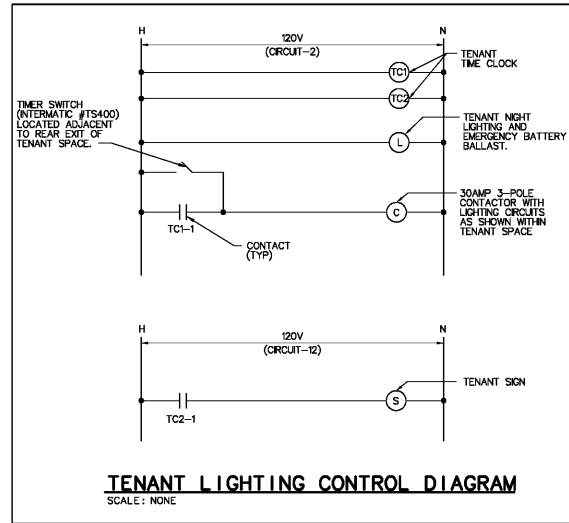 H
120V
N
(CIRCUIT-2)
TC1
TENANT
TIME CLOCK
TC2
TIMER SWITCH
(INTERMATIC #TS400)
LOCATED ADJACENT
TO REAR EXIT OF
TENANT SPACE.
L
TENANT NIGHT
LIGHTING AND
EMERGENCY BATTERY
BALLAST.
30AMP 3-POLE
CONTACTOR WITH
LIGHTING CIRCUITS
AS SHOWN WITHIN
TENANT SPACE
C
TC1-1
CONTACT
(TYP)
H
120V
N
(CIRCUIT-12)
TENANT SIGN
S
TC2-1
TENANT LIGHTING CONTROL DIAGRAM
SCALE: NONE